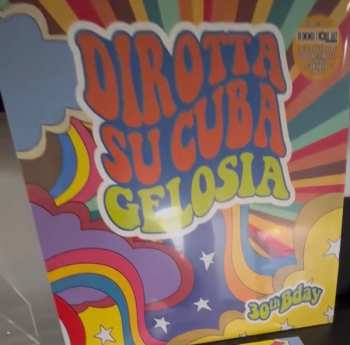 DIROTTA
SU CUBA
GELOSIA
30th Bday